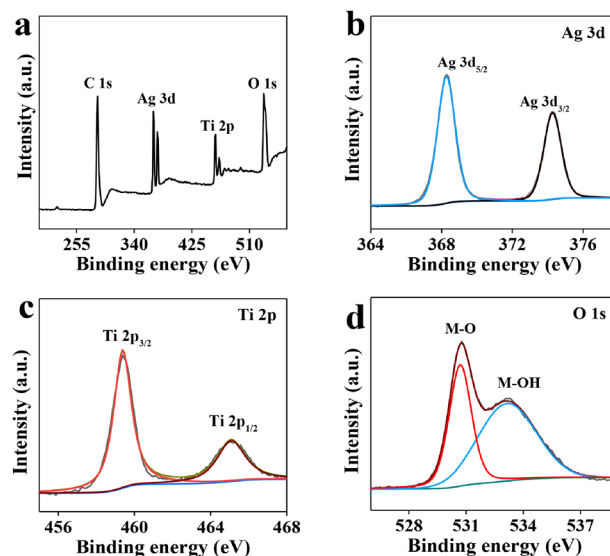 a
C 1s
Ag 3d
Ti 2p
O 1s
Intensity (a.u.)
255 340 425 510
Binding energy (eV)
b
Ag 3d
Ag 3d5/2
Ag 3d3/2
Intensity (a.u.)
364 368 372 376
Binding energy (eV)
c
Ti 2p
Ti 2p3/2
Ti 2p1/2
Intensity (a.u.)
456 460 464 468
Binding energy (eV)
d
O 1s
M-O
M-OH
Intensity (a.u.)
528 531 534 537
Binding energy (eV)